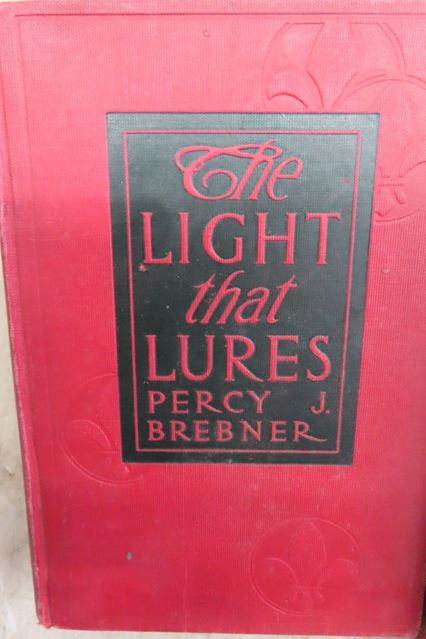 The
LIGHT
that
LURES
PERCY J.
BREBNER